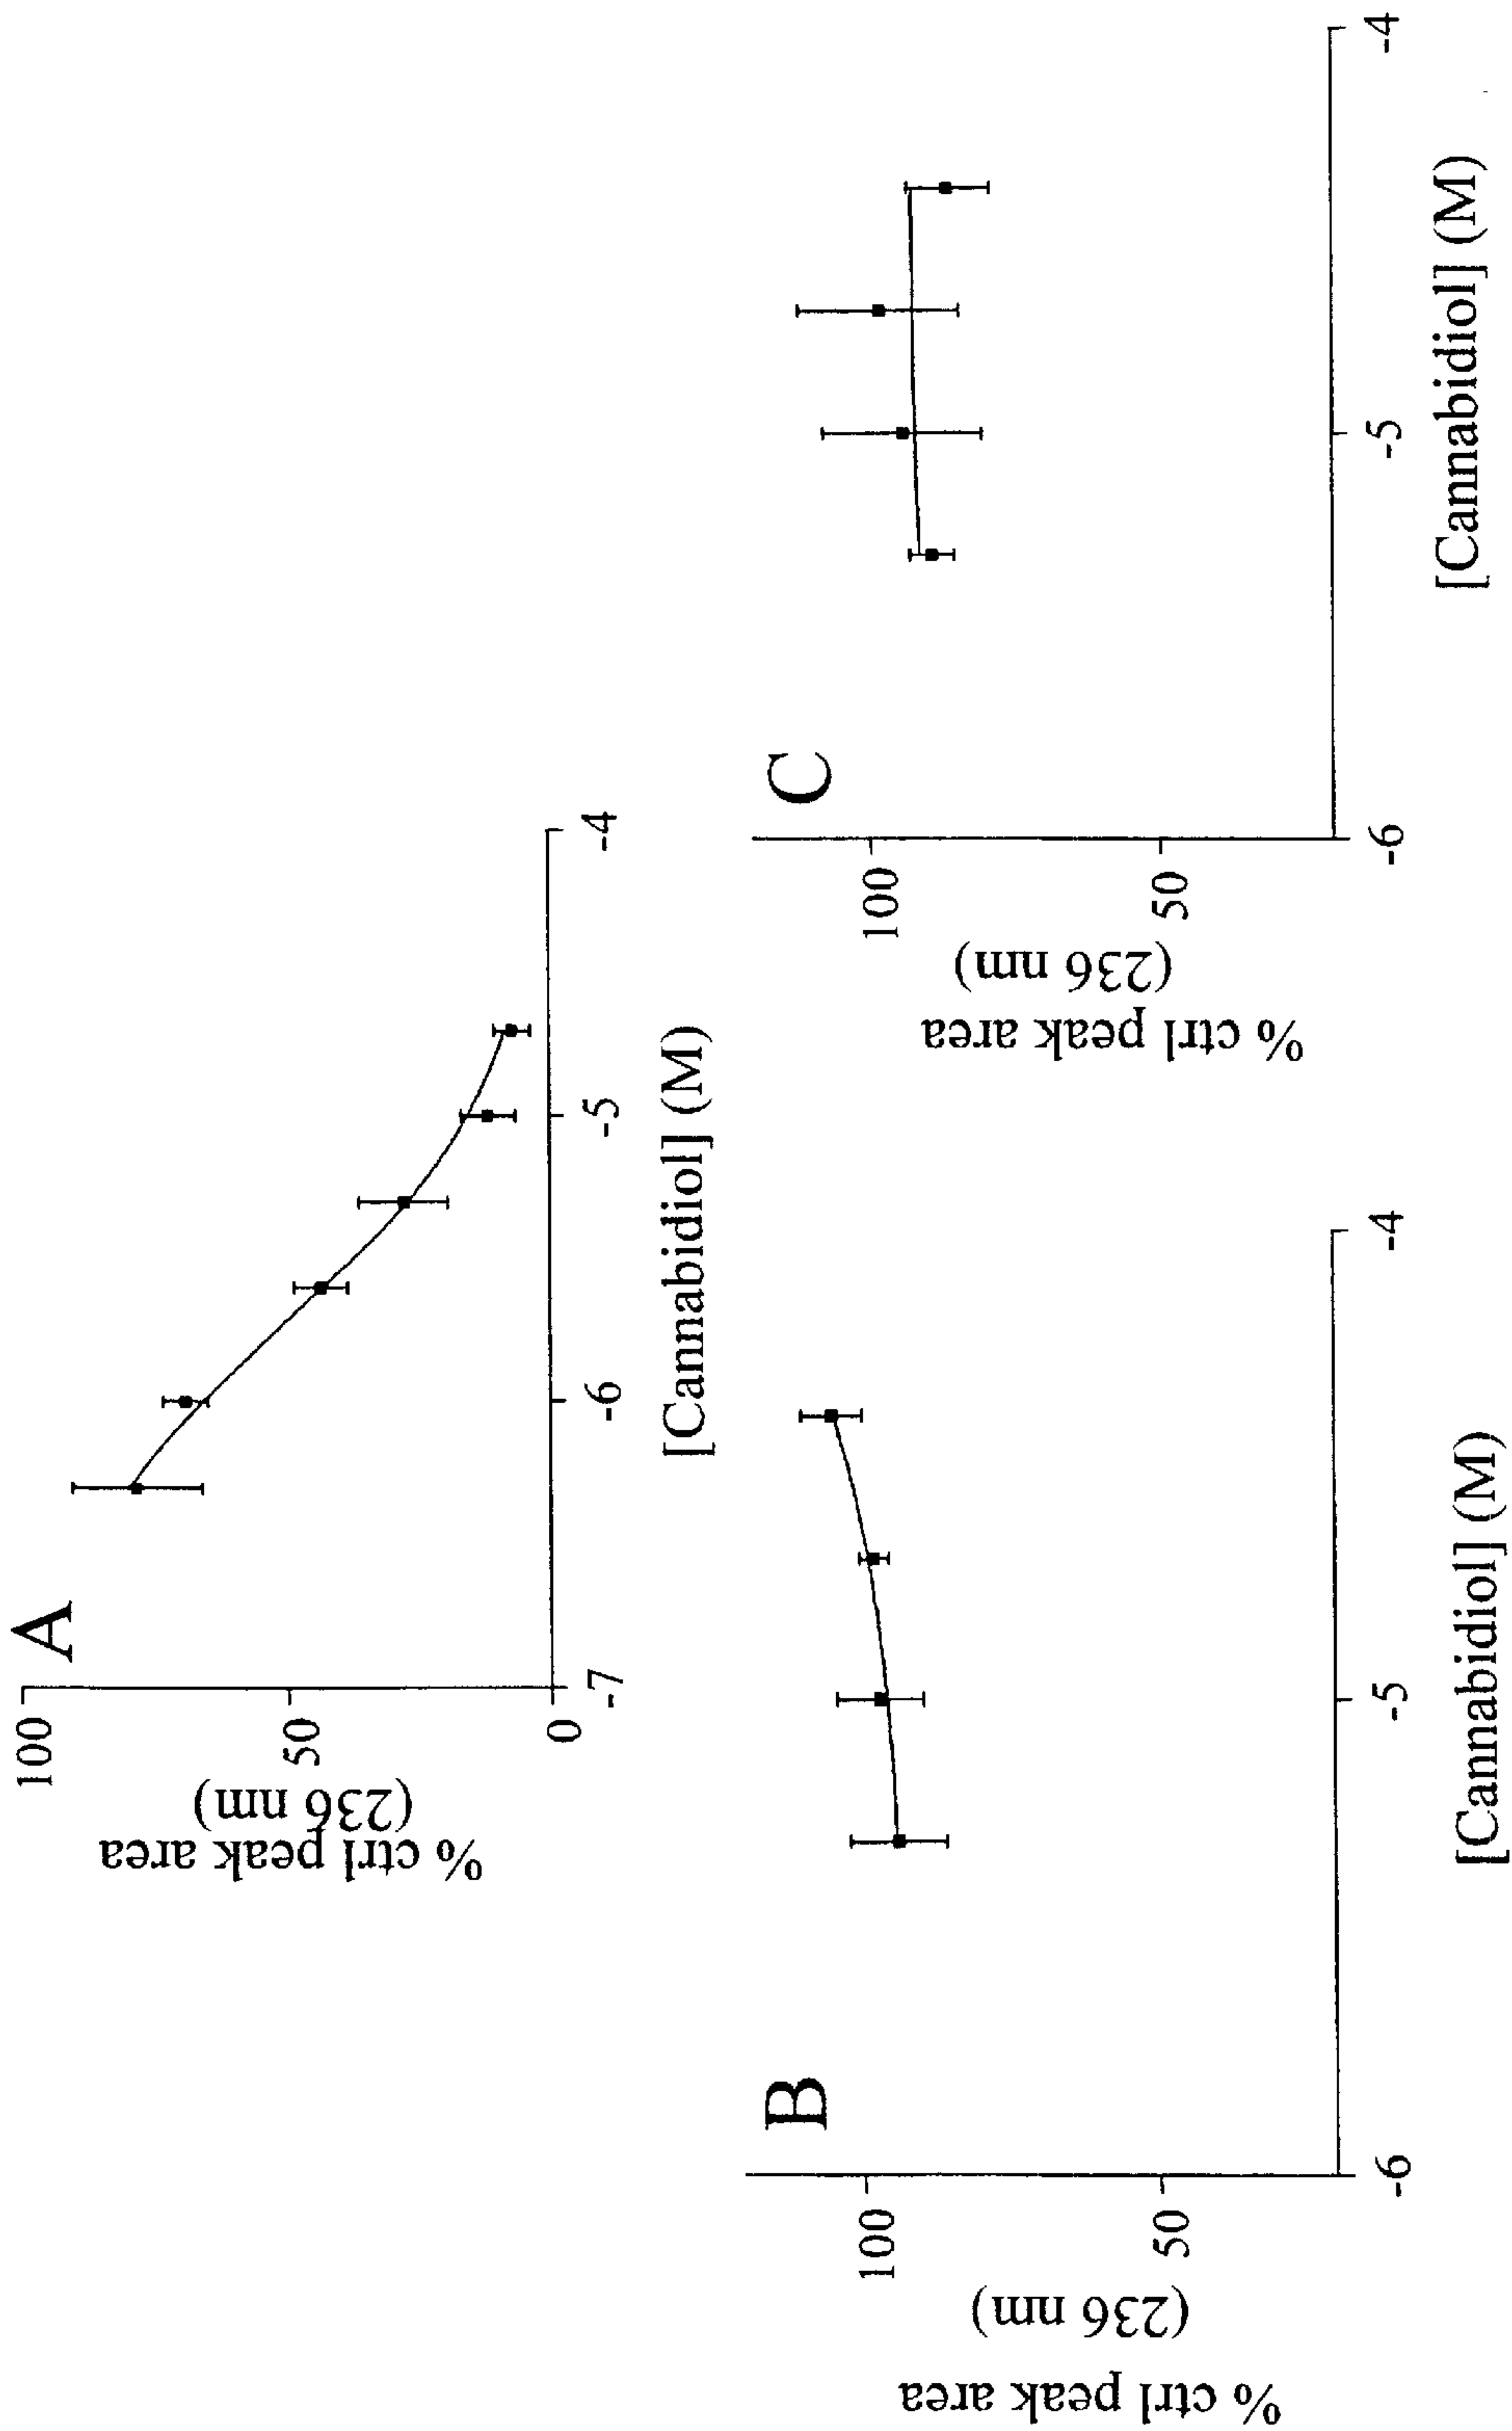 A
100
50
0
% ctrl peak area
(236 nm)
-7
-6
-5
-4
[Cannabidiol] (M)
B
100
50
% ctrl peak area
(236 nm)
-6
-5
-4
[Cannabidiol] (M)
C
100
50
% ctrl peak area
(236 nm)
-6
-5
-4
[Cannabidiol] (M)